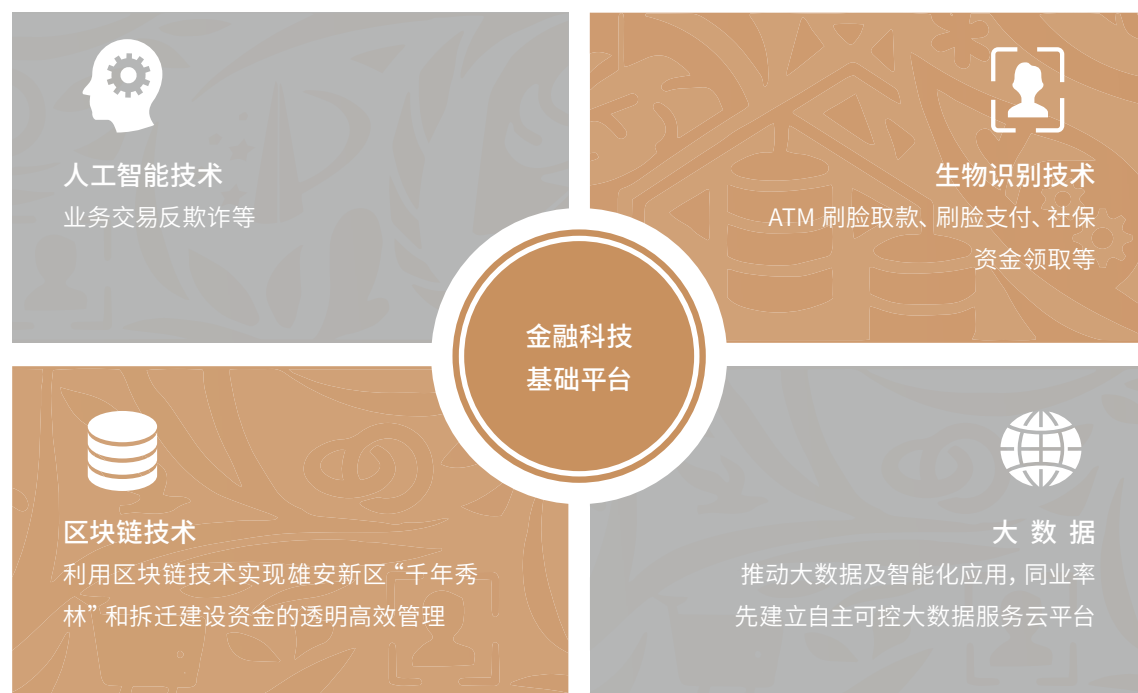 人工智能技术
业务交易反欺诈等
生物识别技术
ATM 刷脸取款、刷脸支付、社保
资金领取等
金融科技
基础平台
区块链技术
利用区块链技术实现雄安新区“千年秀
林”和拆迁建设资金的透明高效管理
大 数 据
推动大数据及智能化应用,同业率
先建立自主可控大数据服务云平台